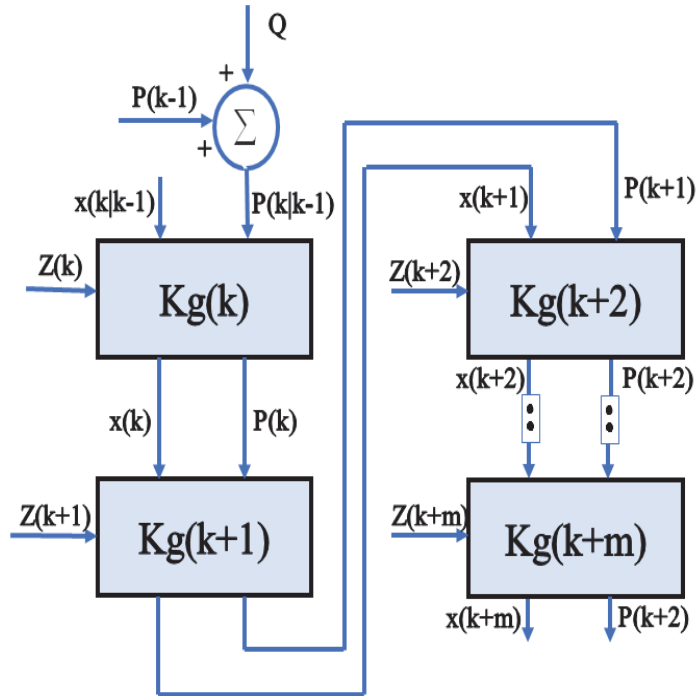 Q
+
P(k-1)
Σ
+
x(k|k-1)
P(k|k-1)
Z(k)
Kg(k)
x(k)
P(k)
Z(k+1)
Kg(k+1)
x(k+1)
P(k+1)
Z(k+2)
Kg(k+2)
x(k+2)
P(k+2)
Z(k+m)
Kg(k+m)
x(k+m)
P(k+2)